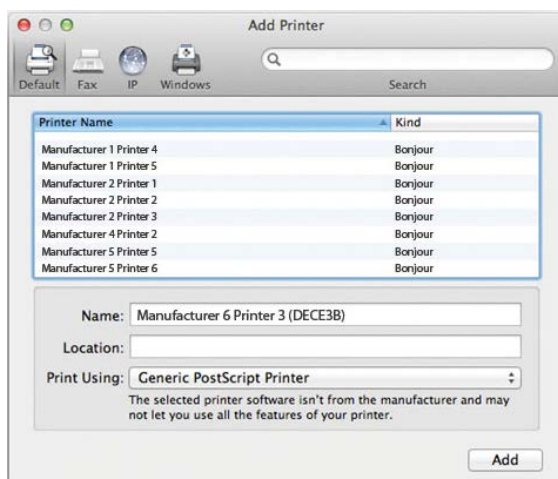 Add Printer
Default Fax IP Windows Search
Printer Name Kind
Manufacturer 1 Printer 4 Bonjour
Manufacturer 1 Printer 5 Bonjour
Manufacturer 2 Printer 1 Bonjour
Manufacturer 2 Printer 2 Bonjour
Manufacturer 2 Printer 3 Bonjour
Manufacturer 4 Printer 2 Bonjour
Manufacturer 5 Printer 5 Bonjour
Manufacturer 5 Printer 6 Bonjour
Name: Manufacturer 6 Printer 3 (DECE3B)
Location:
Print Using: Generic PostScript Printer
The selected printer software isn't from the manufacturer and may
not let you use all the features of your printer.
Add